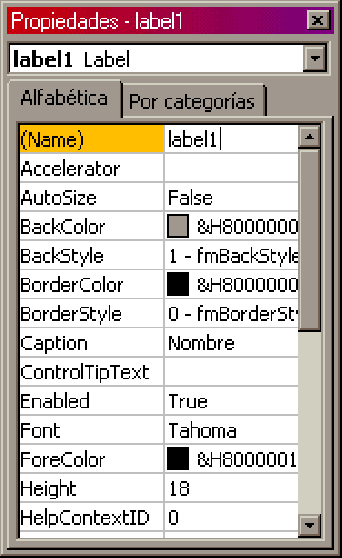 Propiedades - label1
label1 Label
Alfabética Por categorías
(Name) label1
Accelerator
AutoSize False
BackColor &H8000000
BackStyle 1 - fmBackStyle
BorderColor &H8000000
BorderStyle 0 - fmBorderSty
Caption Nombre
ControlTipText
Enabled True
Font Tahoma
ForeColor &H8000001
Height 18
HelpContextID 0